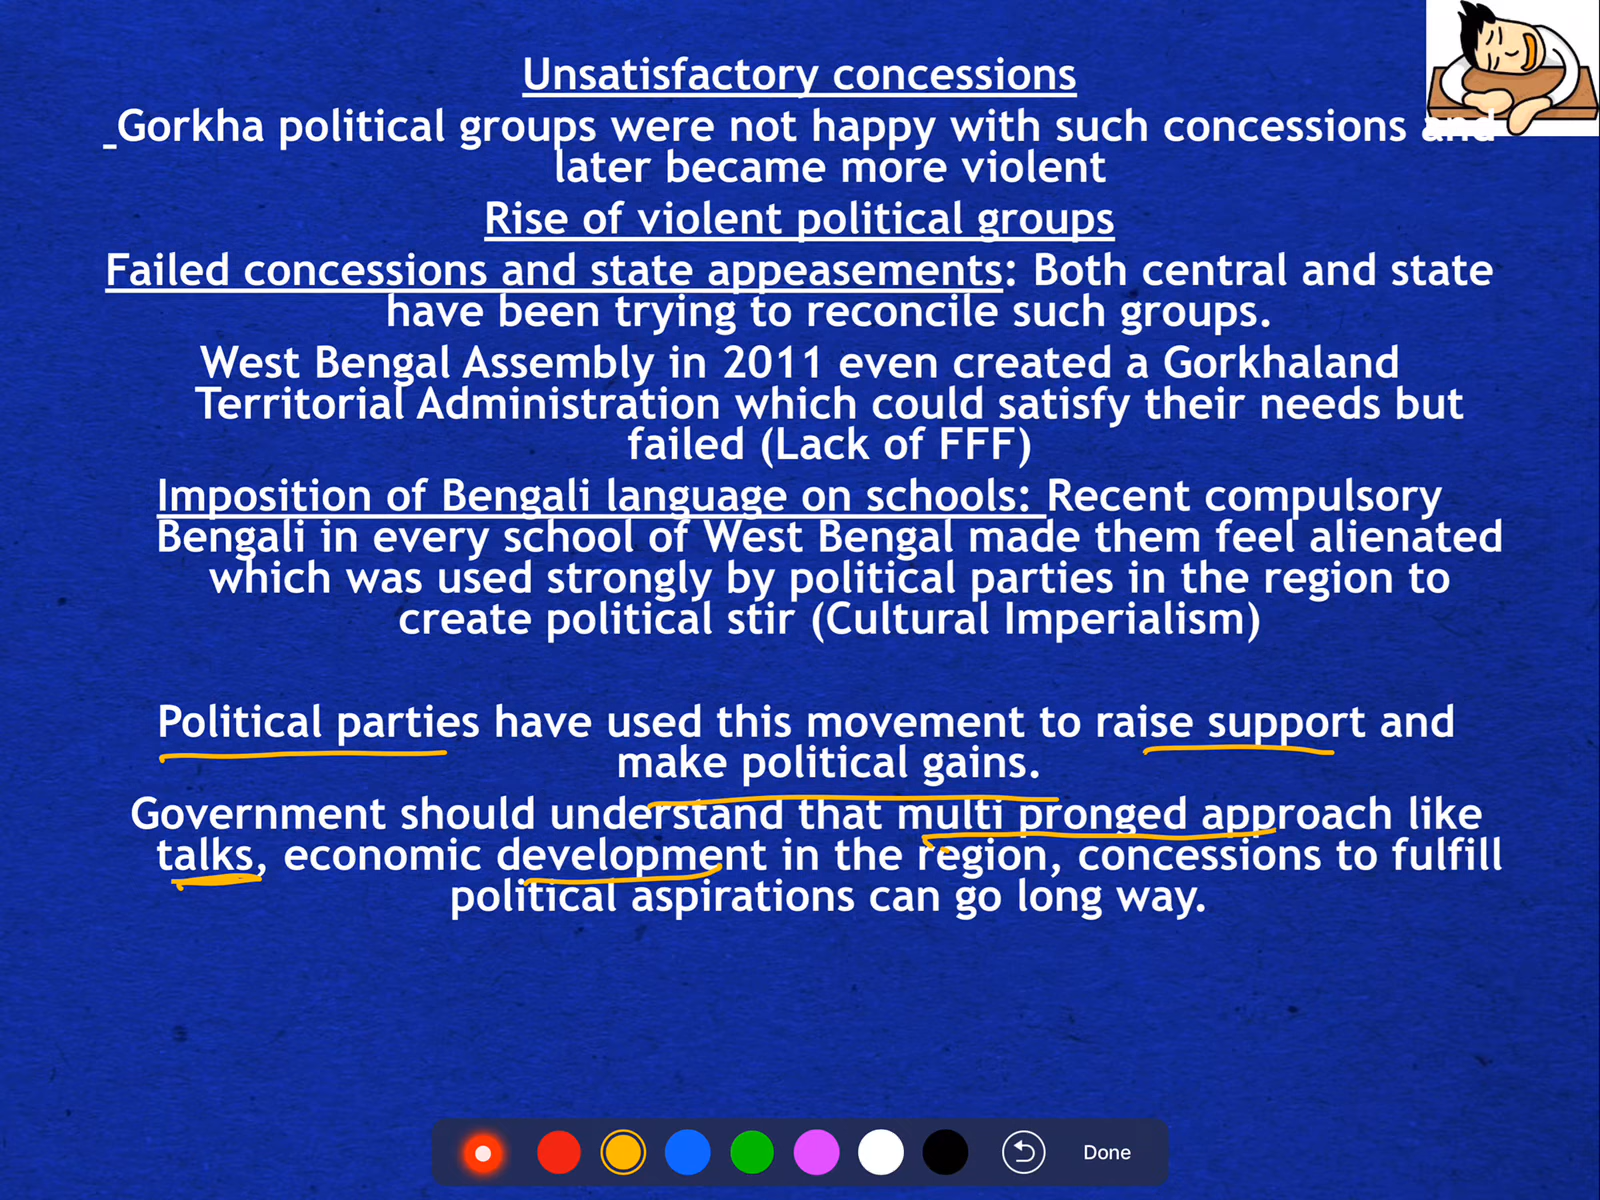 Unsatisfactory concessions
Gorkha political groups were not happy with such concessions and
later became more violent
Rise of violent political groups
Failed concessions and state appeasements: Both central and state
have been trying to reconcile such groups.
West Bengal Assembly in 2011 even created a Gorkhaland
Territorial Administration which could satisfy their needs but
failed (Lack of FFF)
Imposition of Bengali language on schools: Recent compulsory
Bengali in every school of West Bengal made them feel alienated
which was used strongly by political parties in the region to
create political stir (Cultural Imperialism)
Political parties have used this movement to raise support and
make political gains.
Government should understand that multi pronged approach like
talks, economic development in the region, concessions to fulfill
political aspirations can go long way.
Done